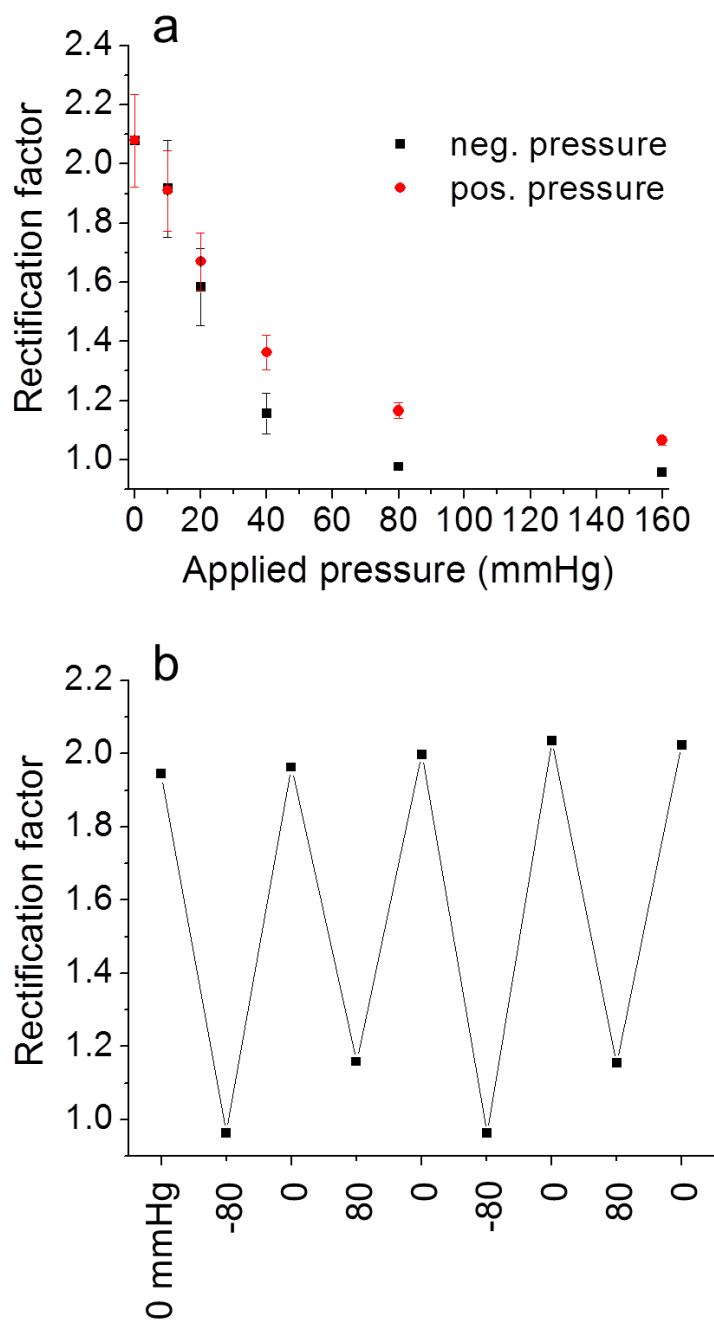 a
2.4
2.2
2.0
1.8
1.6
1.4
1.2
1.0
Rectification factor
neg. pressure
pos. pressure
0 20 40 60 80 100 120 140 160
Applied pressure (mmHg)
b
2.2
2.0
1.8
1.6
1.4
1.2
1.0
Rectification factor
0 mmHg
-80
0
80
0
-80
0
80
0